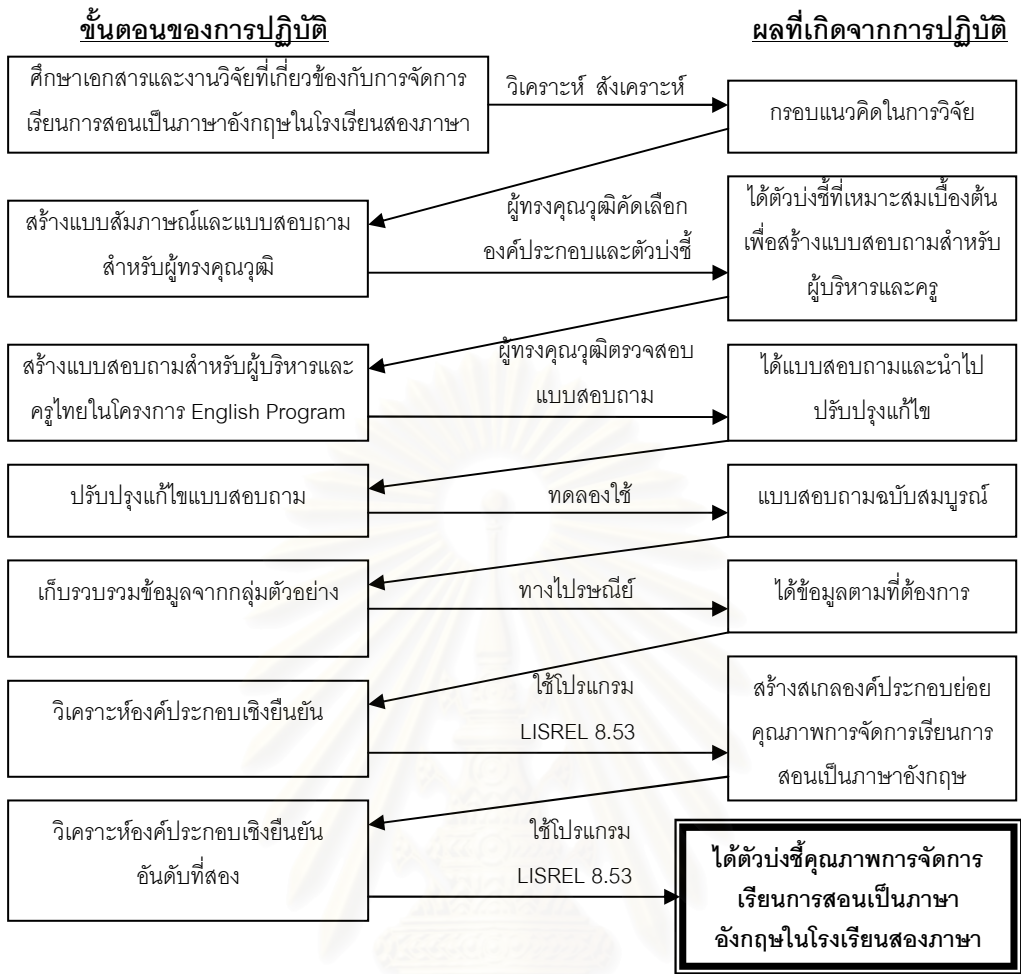 ขั้นตอนของการปฏิบัติ
ผลที่เกิดจากการปฏิบัติ
ศึกษาเอกสารและงานวิจัยที่เกี่ยวข้องกับการจัดการ
เรียนการสอนเป็นภาษาอังกฤษในโรงเรียนสองภาษา
วิเคราะห์ สังเคราะห์
กรอบแนวคิดในการวิจัย
สร้างแบบสัมภาษณ์และแบบสอบถาม
สำหรับผู้ทรงคุณวุฒิ
ผู้ทรงคุณวุฒิคัดเลือก
องค์ประกอบและตัวบ่งชี้
ได้ตัวบ่งชี้ที่เหมาะสมเบื้องต้น
เพื่อสร้างแบบสอบถามสำหรับ
ผู้บริหารและครู
สร้างแบบสอบถามสำหรับผู้บริหารและ
ครูไทยในโครงการ English Program
ผู้ทรงคุณวุฒิตรวจสอบ
แบบสอบถาม
ได้แบบสอบถามและนำไป
ปรับปรุงแก้ไข
ปรับปรุงแก้ไขแบบสอบถาม
ทดลองใช้
แบบสอบถามฉบับสมบูรณ์
เก็บรวบรวมข้อมูลจากกลุ่มตัวอย่าง
ทางไปรษณีย์
ได้ข้อมูลตามที่ต้องการ
วิเคราะห์องค์ประกอบเชิงยืนยัน
ใช้โปรแกรม
LISREL 8.53
สร้างสเกลองค์ประกอบย่อย
คุณภาพการจัดการเรียนการ
สอนเป็นภาษาอังกฤษ
วิเคราะห์องค์ประกอบเชิงยืนยัน
อันดับที่สอง
ใช้โปรแกรม
LISREL 8.53
ได้ตัวบ่งชี้คุณภาพการจัดการ
เรียนการสอนเป็นภาษา
อังกฤษในโรงเรียนสองภาษา